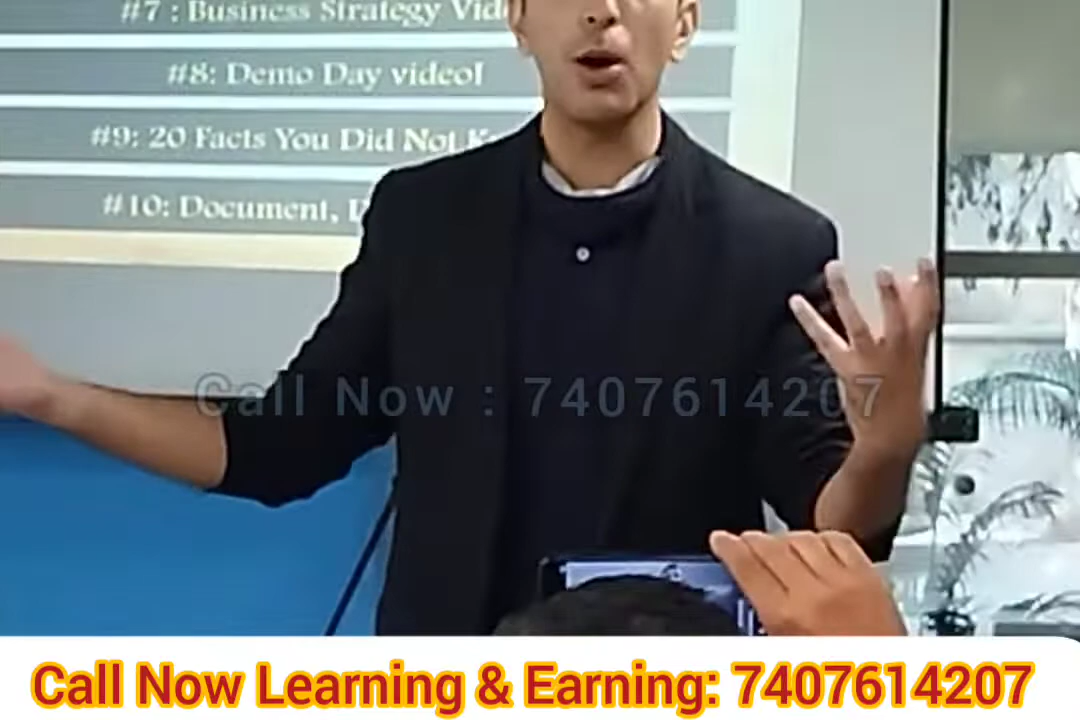 #7 : Business Strategy
#8: Demo Day video!
#9: 20 Facts You Did Not
#10: Document,
Call Now : 7407614207
Call Now Learning & Earning: 7407614207